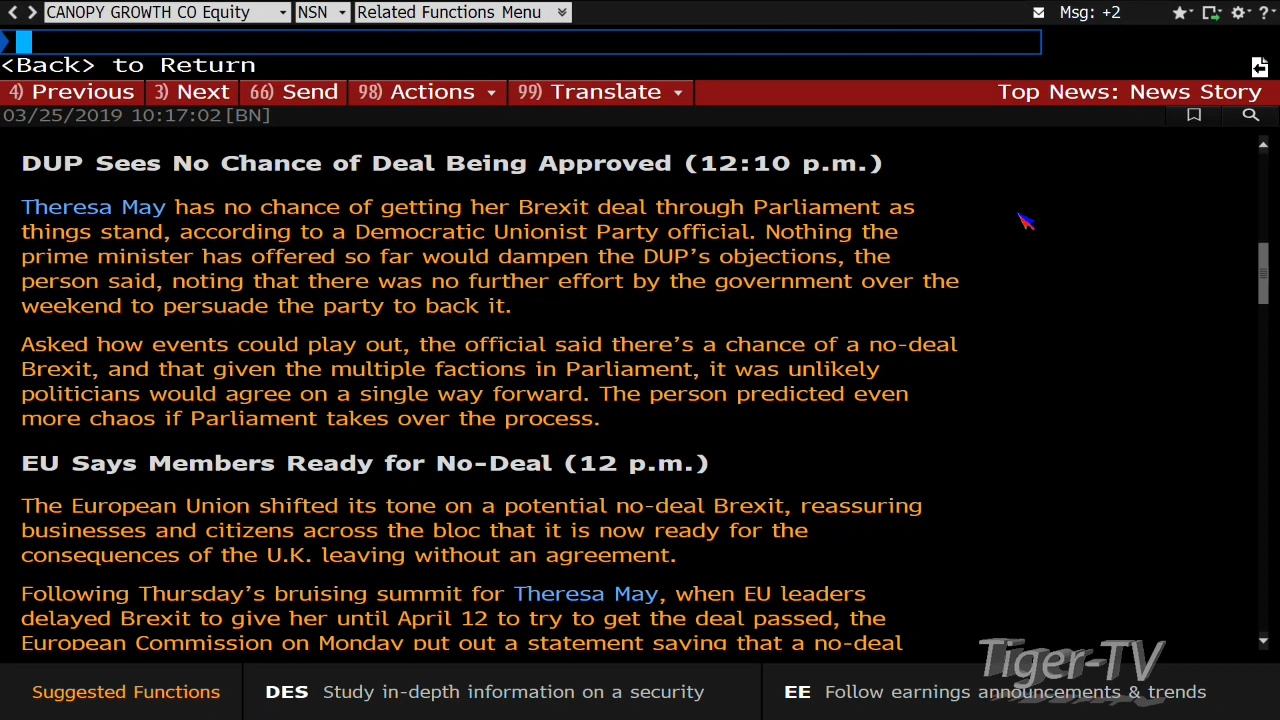 CANOPY GROWTH CO Equity NSN Related Functions Menu Msg: +2
<Back> to Return
4) Previous 3) Next 66) Send 98) Actions 99) Translate Top News: News Story
03/25/2019 10:17:02[BN]
DUP Sees No Chance of Deal Being Approved (12:10 p.m.)
Theresa May has no chance of getting her Brexit deal through Parliament as
things stand, according to a Democratic Unionist Party official. Nothing the
prime minister has offered so far would dampen the DUP's objections, the
person said, noting that there was no further effort by the government over the
weekend to persuade the party to back it.
Asked how events could play out, the official said there's a chance of a no-deal
Brexit, and that given the multiple factions in Parliament, it was unlikely
politicians would agree on a single way forward. The person predicted even
more chaos if Parliament takes over the process.
EU Says Members Ready for No-Deal (12 p.m.)
The European Union shifted its tone on a potential no-deal Brexit, reassuring
businesses and citizens across the bloc that it is now ready for the
consequences of the U.K. leaving without an agreement.
Following Thursday's bruising summit for Theresa May, when EU leaders
delayed Brexit to give her until April 12 to try to get the deal passed, the
European Commission on Monday put out a statement saying that a no-deal
Tiger-TV
Suggested Functions DES Study in-depth information on a security EE Follow earnings announcements & trends